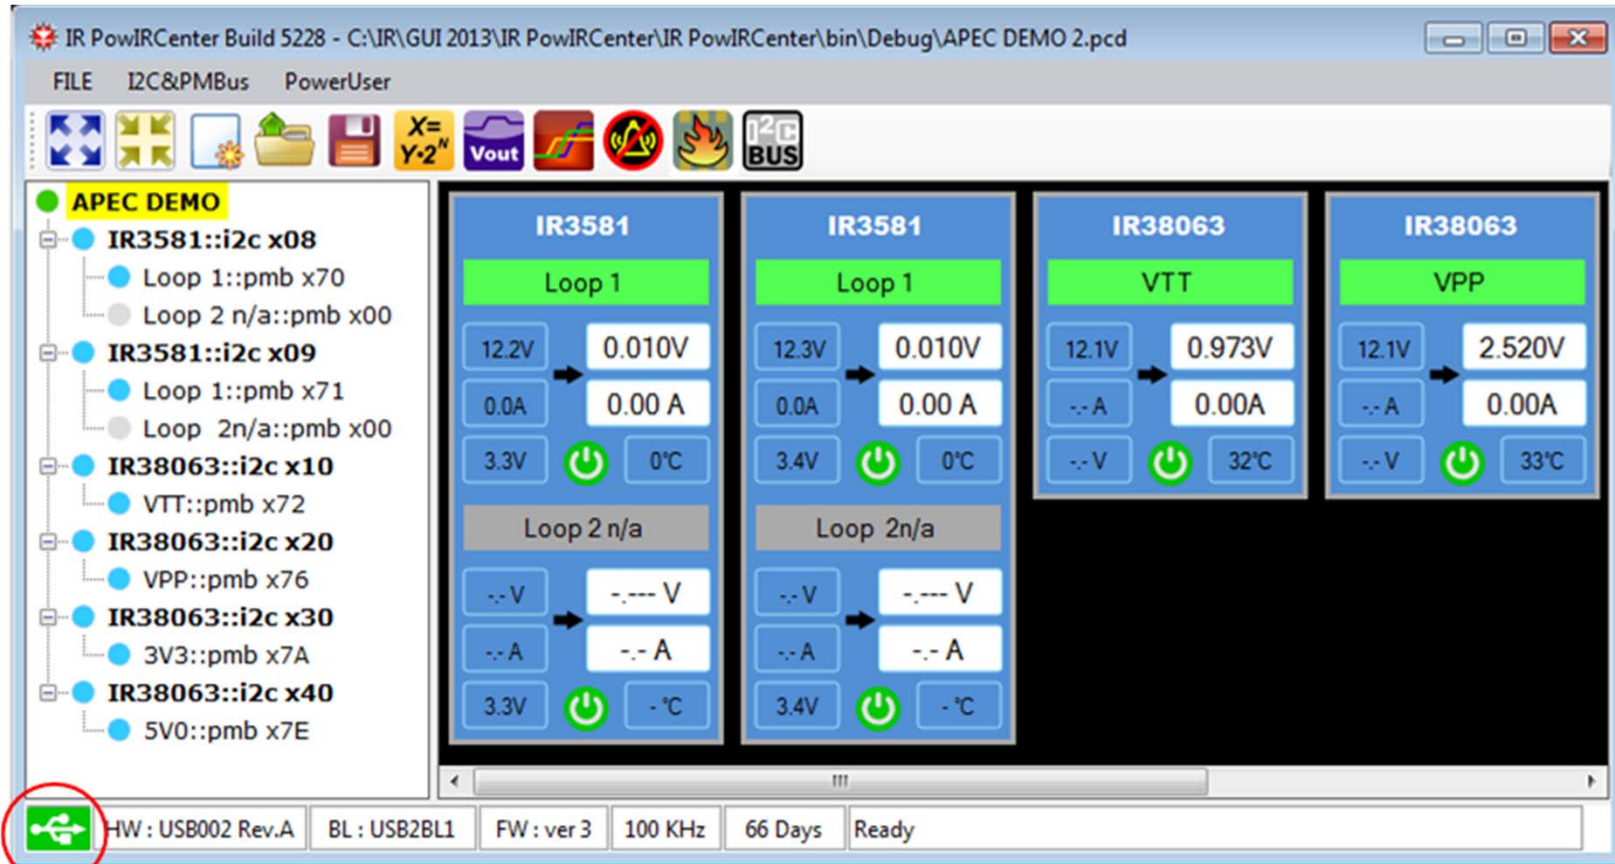 IR PowIRCenter Build 5228 - C:\IR\GUI 2013\IR PowIRCenter\IR PowIRCenter\bin\Debug\APEC DEMO 2.pcd
FILE I2C&PMBus PowerUser
X= Y·2^N Vout I²C BUS
APEC DEMO
IR3581::i2c x08
Loop 1::pmb x70
Loop 2 n/a::pmb x00
IR3581::i2c x09
Loop 1::pmb x71
Loop 2n/a::pmb x00
IR38063::i2c x10
VTT::pmb x72
IR38063::i2c x20
VPP::pmb x76
IR38063::i2c x30
3V3::pmb x7A
IR38063::i2c x40
5V0::pmb x7E
IR3581
Loop 1
12.2V 0.010V
0.0A 0.00 A
3.3V 0°C
Loop 2 n/a
-.- V -.--- V
-.- A -.- A
3.3V - °C
IR3581
Loop 1
12.3V 0.010V
0.0A 0.00 A
3.4V 0°C
Loop 2n/a
-.- V -.--- V
-.- A -.- A
3.4V - °C
IR38063
VTT
12.1V 0.973V
-.- A 0.00A
-.- V 32°C
IR38063
VPP
12.1V 2.520V
-.- A 0.00A
-.- V 33°C
HW : USB002 Rev.A BL : USB2BL1 FW : ver 3 100 KHz 66 Days Ready